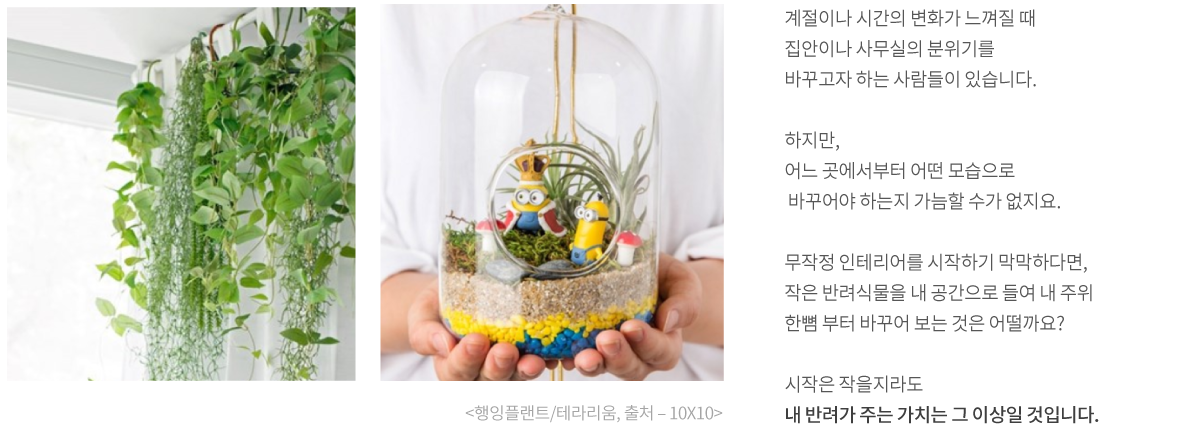 계절이나 시간의 변화가 느껴질 때
집안이나 사무실의 분위기를
바꾸고자 하는 사람들이 있습니다.
하지만,
어느 곳에서부터 어떤 모습으로
바꾸어야 하는지 가늠할 수가 없지요.
무작정 인테리어를 시작하기 막막하다면,
작은 반려식물을 내 공간으로 들여 내 주위
한뼘 부터 바꾸어 보는 것은 어떨까요?
시작은 작을지라도
내 반려가 주는 가치는 그 이상일 것입니다.
<행잉플랜트/테라리움, 출처 – 10X10>